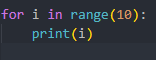 for i in range(10):
    print(i)